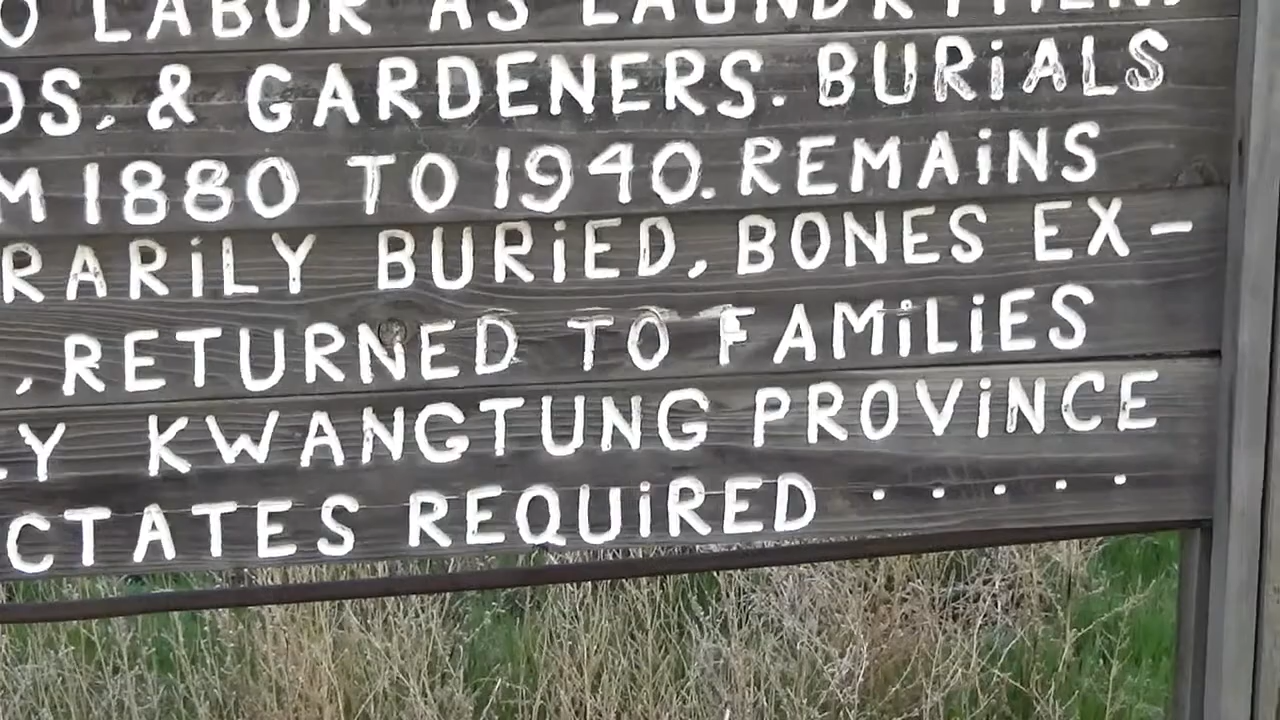 O LABOR AS LAUNDRYMEN,
DS, & GARDENERS. BURiALS
M 1880 TO 1940. REMAiNS
RARiLY BURiED, BONES EX-
, RETURNED TO FAMiLiES
LY KWANGTUNG PROViNCE
CTATES REQUiRED . . . . .